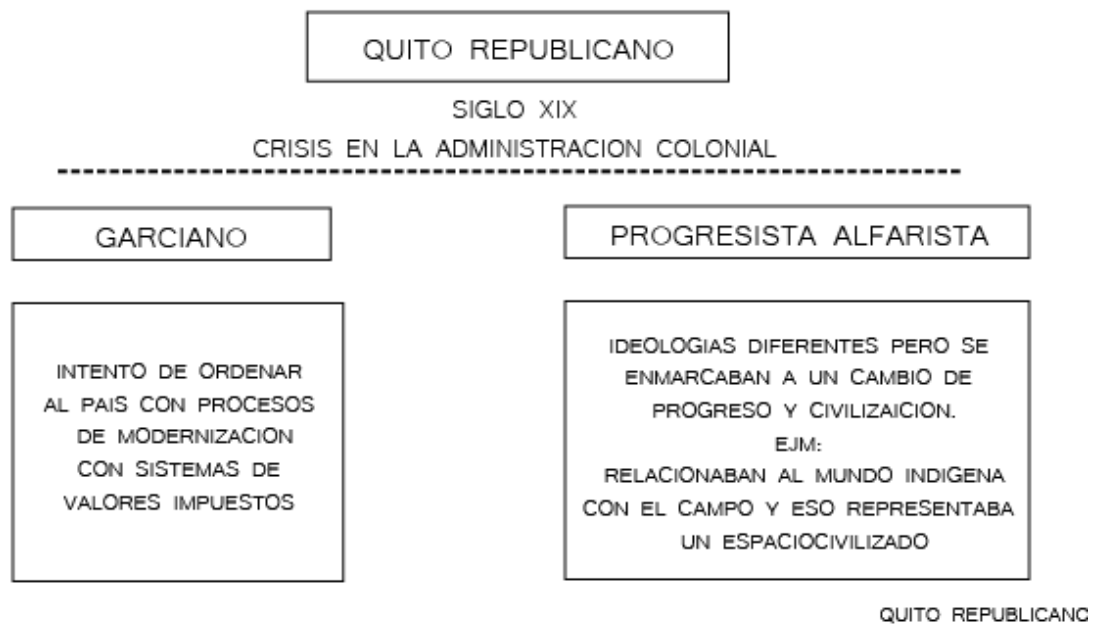 QUITO REPUBLICANO
SIGLO XIX
CRISIS EN LA ADMINISTRACION COLONIAL
GARCIANO
PROGRESISTA ALFARISTA
INTENTO DE ORDENAR
AL PAIS CON PROCESOS
DE MODERNIZACION
CON SISTEMAS DE
VALORES IMPUESTOS
IDEOLOGIAS DIFERENTES PERO SE
ENMARCABAN A UN CAMBIO DE
PROGRESO Y CIVILIZAICION.
EJM:
RELACIONABAN AL MUNDO INDIGENA
CON EL CAMPO Y ESO REPRESENTABA
UN ESPACIOCIVILIZADO
QUITO REPUBLICANO